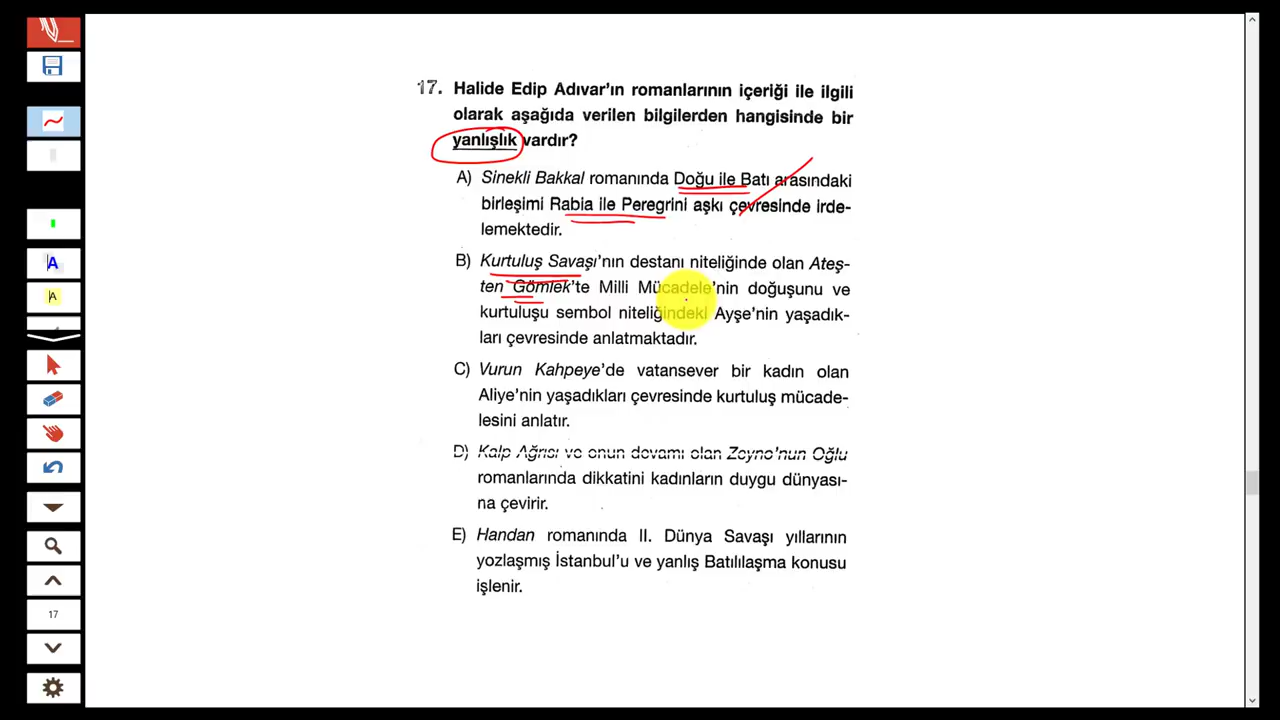 17. Halide Edip Adıvar'ın romanlarının içeriği ile ilgili
olarak aşağıda verilen bilgilerden hangisinde bir
yanlışlık vardır?
A) Sinekli Bakkal romanında Doğu ile Batı arasındaki
birleşimi Rabia ile Peregrini aşkı çevresinde irde-
lemektedir.
B) Kurtuluş Savaşı'nın destanı niteliğinde olan Ateş-
ten Gömlek'te Milli Mücadele'nin doğuşunu ve
kurtuluşu sembol niteliğindeki Ayşe'nin yaşadık-
ları çevresinde anlatmaktadır.
C) Vurun Kahpeye'de vatansever bir kadın olan
Aliye'nin yaşadıkları çevresinde kurtuluş mücade-
lesini anlatır.
D) Kalp Ağrısı ve onun devamı olan Zeyno'nun Oğlu
romanlarında dikkatini kadınların duygu dünyası-
na çevirir.
E) Handan romanında II. Dünya Savaşı yıllarının
yozlaşmış İstanbul'u ve yanlış Batılılaşma konusu
işlenir.
A
A
17